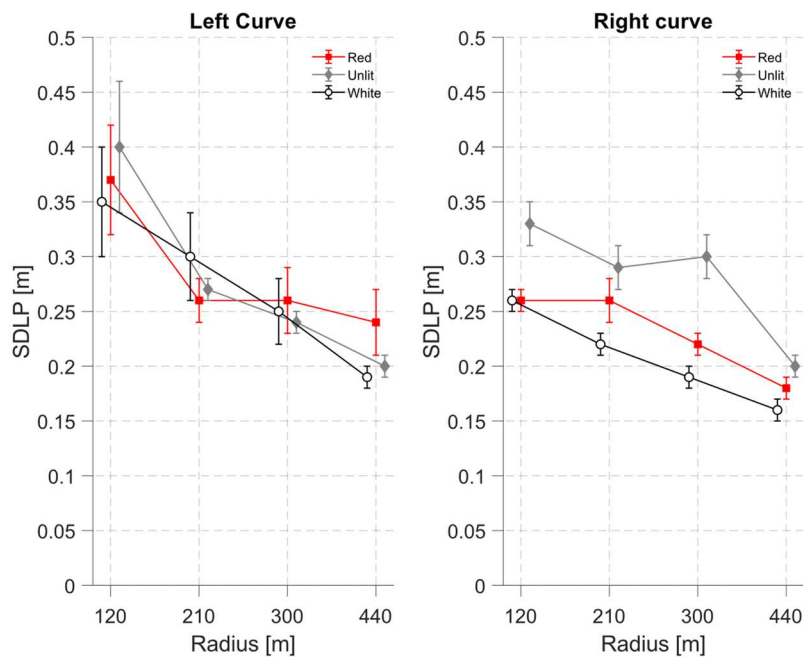 Left Curve
0.5
0.45
0.4
0.35
0.3
0.25
0.2
0.15
0.1
0.05
0
SDLP [m]
120 210 300 440
Radius [m]
Red
Unlit
White
Right curve
0.5
0.45
0.4
0.35
0.3
0.25
0.2
0.15
0.1
0.05
0
SDLP [m]
120 210 300 440
Radius [m]
Red
Unlit
White